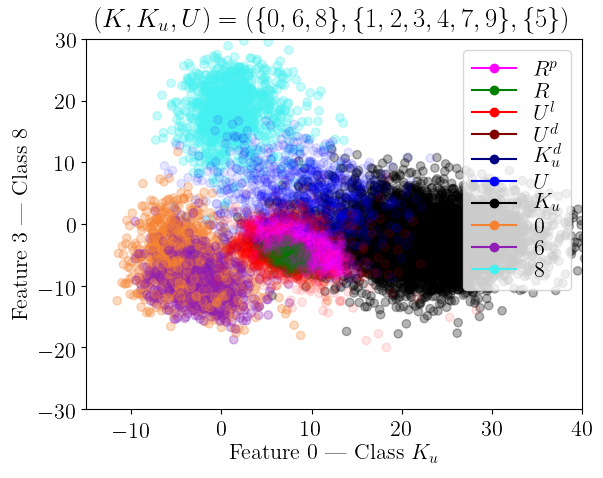 (K, K_u, U) = ({0, 6, 8}, {1, 2, 3, 4, 7, 9}, {5})
30
20
10
0
−10
−20
−30
Feature 3 — Class 8
R^p
R
U^l
U^d
K_u^d
U
K_u
0
6
8
−10
0
10
20
30
40
Feature 0 — Class K_u